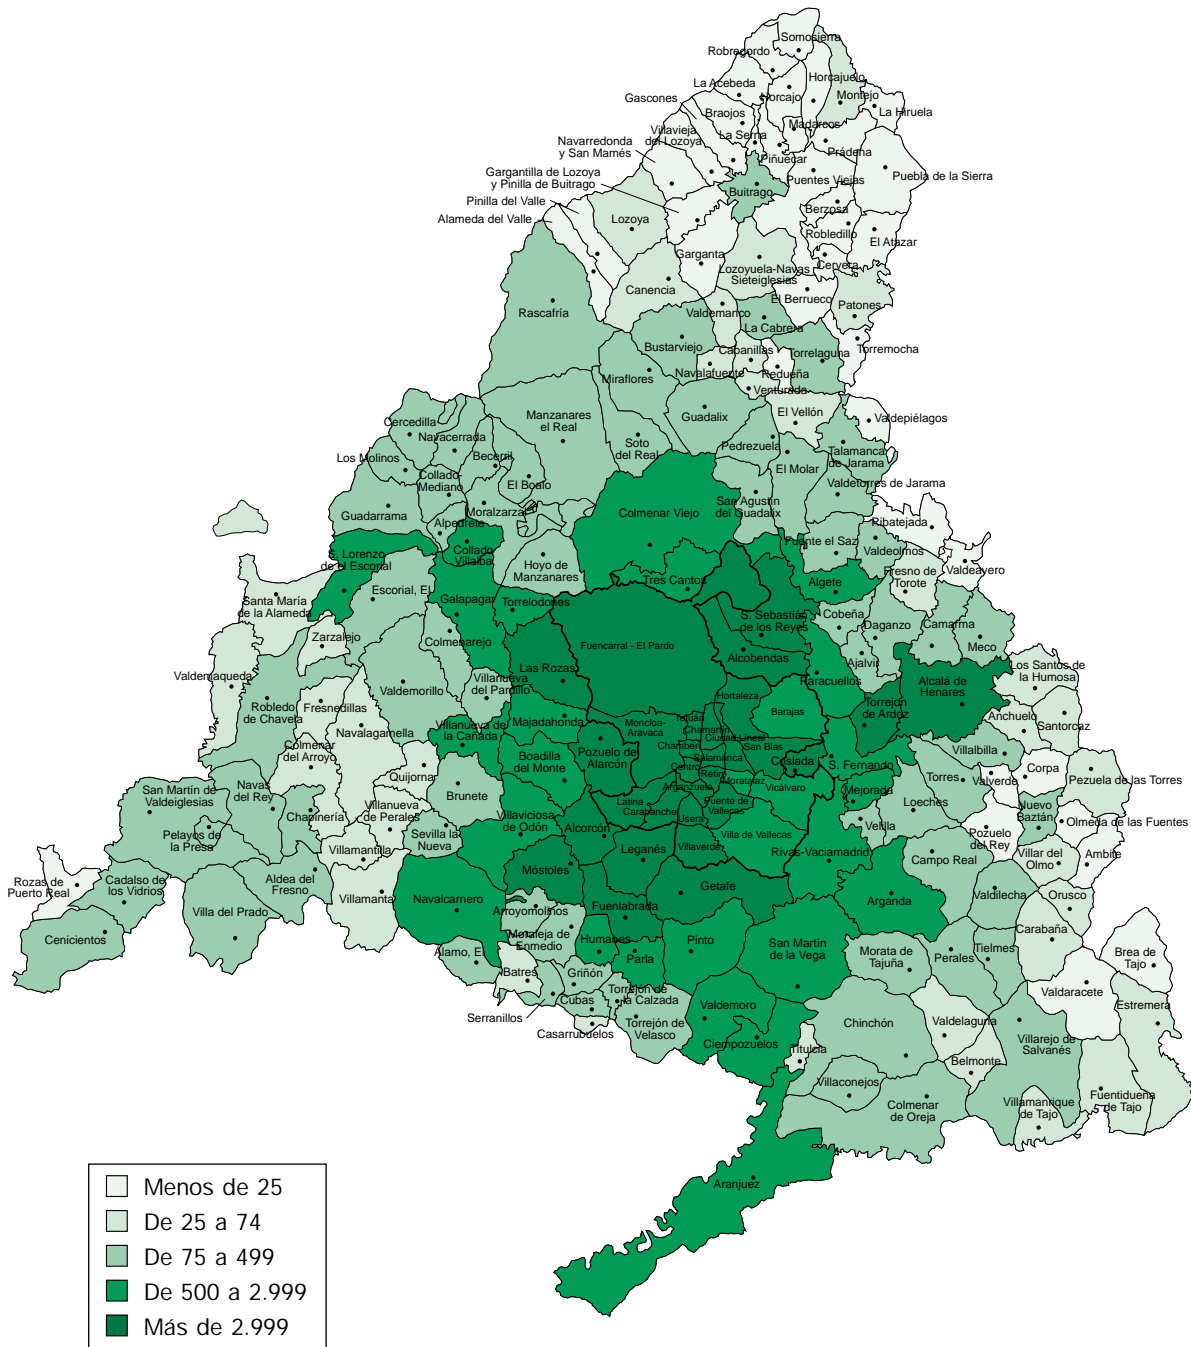 Somosierra
Robregordo
La Acebeda
Horcajuelo
Horcajo
Montejo
La Hiruela
Gascones
Braojos
Madarcos
Villavieja
del Lozoya
La Serna
Prádena
Navarredonda
y San Mamés
Piñuecar
Puentes Viejas
Puebla de la Sierra
Gargantilla de Lozoya
y Pinilla de Buitrago
Buitrago
Pinilla del Valle
Berzosa
Alameda del Valle
Lozoya
Robledillo
El Atazar
Garganta
Cervera
Lozoyuela-Navas
Sieteiglesias
Canencia
El Berrueco
Patones
Rascafría
Valdemanco
La Cabrera
Bustarviejo
Cabanillas
Torrelaguna
Torremocha
Navalafuente
Redueña
Miraflores
Venturada
Manzanares
el Real
Guadalix
El Vellón
Valdepiélagos
Cercedilla
Navacerrada
Soto
del Real
Pedrezuela
Talamanca
de Jarama
Los Molinos
Becerril
El Molar
Collado-
Mediano
El Boalo
Valdetorres de Jarama
Guadarrama
Moralzarzal
Colmenar Viejo
San Agustín
del Guadalix
Ribatejada
Alpedrete
Fuente el Saz
Valdeolmos
S. Lorenzo
de el Escorial
Collado
Villalba
Hoyo de
Manzanares
Tres Cantos
Algete
Fresno de
Torote
Valdeavero
Escorial, El
Santa María
de la Alameda
Galapagar
Torrelodones
S. Sebastián
de los Reyes
Cobeña
Daganzo
Camarma
Zarzalejo
Colmenarejo
Fuencarral - El Pardo
Meco
Alcobendas
Ajalvir
Valdemaqueda
Las Rozas
Paracuellos
Alcalá de
Henares
Los Santos de
la Humosa
Valdemorillo
Villanueva
del Pardillo
Robledo
de Chavela
Fresnedillas
Hortaleza
Torrejón
de Ardoz
Anchuelo
Santorcaz
Navalagamella
Villanueva de
la Cañada
Majadahonda
Moncloa-
Aravaca
Tetuán
Chamartín
Barajas
Ciudad Lineal
Colmenar
del Arroyo
Pozuelo de
Alarcón
Chamberí
San Blas
Villalbilla
Boadilla
del Monte
Salamanca
Coslada
S. Fernando
Corpa
Quijorna
Centro
Retiro
Moratalaz
Torres
Valverde
Pezuela de las Torres
San Martín de
Valdeiglesias
Navas
del Rey
Arganzuela
Vicálvaro
Mejorada
Brunete
Latina
Fuente de
Vallecas
Loeches
Nuevo
Baztán
Chapinería
Villanueva
de Perales
Villaviciosa
de Odón
Carabanchel
Usera
Velilla
Olmeda de las Fuentes
Pelayos de
la Presa
Sevilla la
Nueva
Alcorcón
Villa de Vallecas
Pozuelo
del Rey
Villamantilla
Leganés
Villaverde
Rivas-Vaciamadrid
Campo Real
Villar del
Olmo
Ambite
Rozas de
Puerto Real
Cadalso de
los Vidrios
Aldea del
Fresno
Móstoles
Getafe
Villamanta
Navalcarnero
Fuenlabrada
Arganda
Valdilecha
Orusco
Villa del Prado
Arroyomolinos
Cenicientos
Moraleja de
Enmedio
Humanes
Pinto
San Martín
de la Vega
Carabaña
Álamo, El
Parla
Morata de
Tajuña
Perales
Tielmes
Brea de
Tajo
Batres
Griñón
Valdaracete
Serranillos
Cubas
Torrejón de
la Calzada
Valdemoro
Estremera
Casarrubuelos
Torrejón de
Velasco
Chinchón
Valdelaguna
Villarejo de
Salvanés
Ciempozuelos
Titulcia
Belmonte
Villaconejos
Colmenar
de Oreja
Villamanrique
de Tajo
Fuentidueña
de Tajo
Aranjuez
Menos de 25
De 25 a 74
De 75 a 499
De 500 a 2.999
Más de 2.999